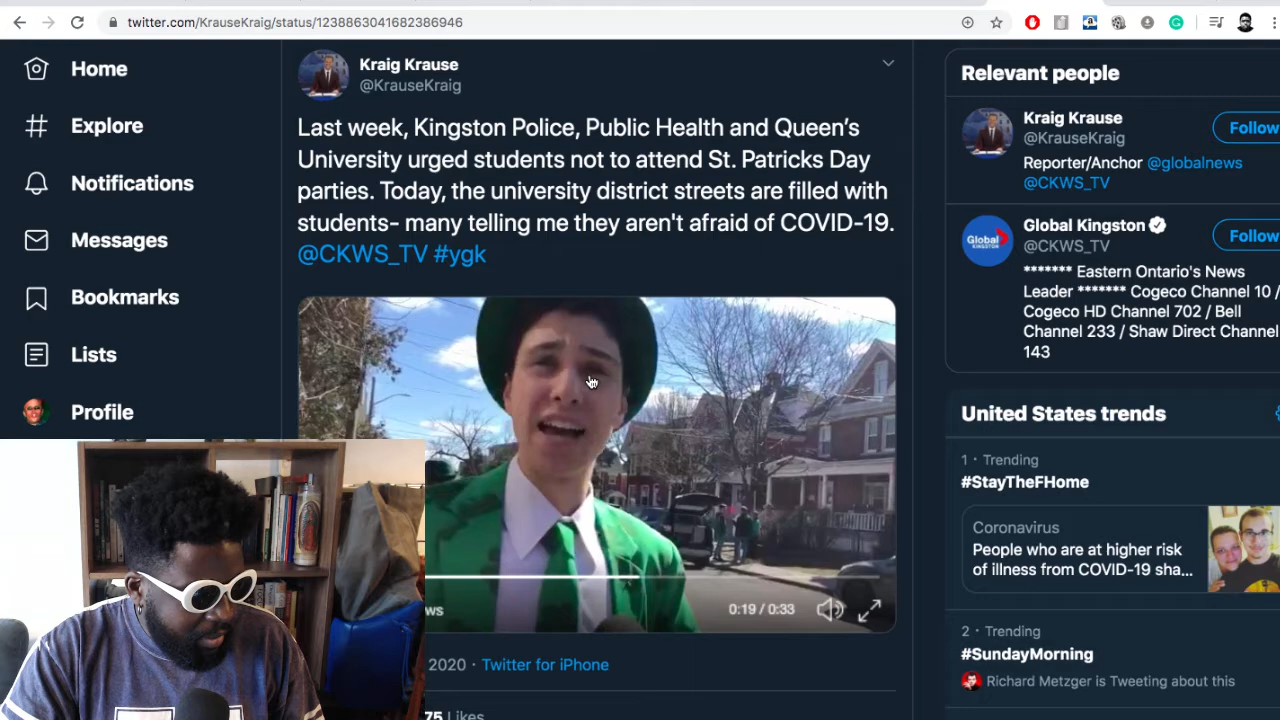 twitter.com/KrauseKraig/status/1238863041682386946
Home
Explore
Notifications
Messages
Bookmarks
Lists
Profile
Kraig Krause
@KrauseKraig
Last week, Kingston Police, Public Health and Queen's
University urged students not to attend St. Patricks Day
parties. Today, the university district streets are filled with
students- many telling me they aren't afraid of COVID-19.
@CKWS_TV #ygk
ws
0:19 / 0:33
2020 · Twitter for iPhone
75 Likes
Relevant people
Kraig Krause
@KrauseKraig
Follow
Reporter/Anchor @globalnews
@CKWS_TV
Global
Global Kingston
@CKWS_TV
Follow
******* Eastern Ontario's News
Leader ******* Cogeco Channel 10 /
Cogeco HD Channel 702 / Bell
Channel 233 / Shaw Direct Channel
143
United States trends
1 · Trending
#StayTheFHome
Coronavirus
People who are at higher risk
of illness from COVID-19 sha...
2 · Trending
#SundayMorning
Richard Metzger is Tweeting about this